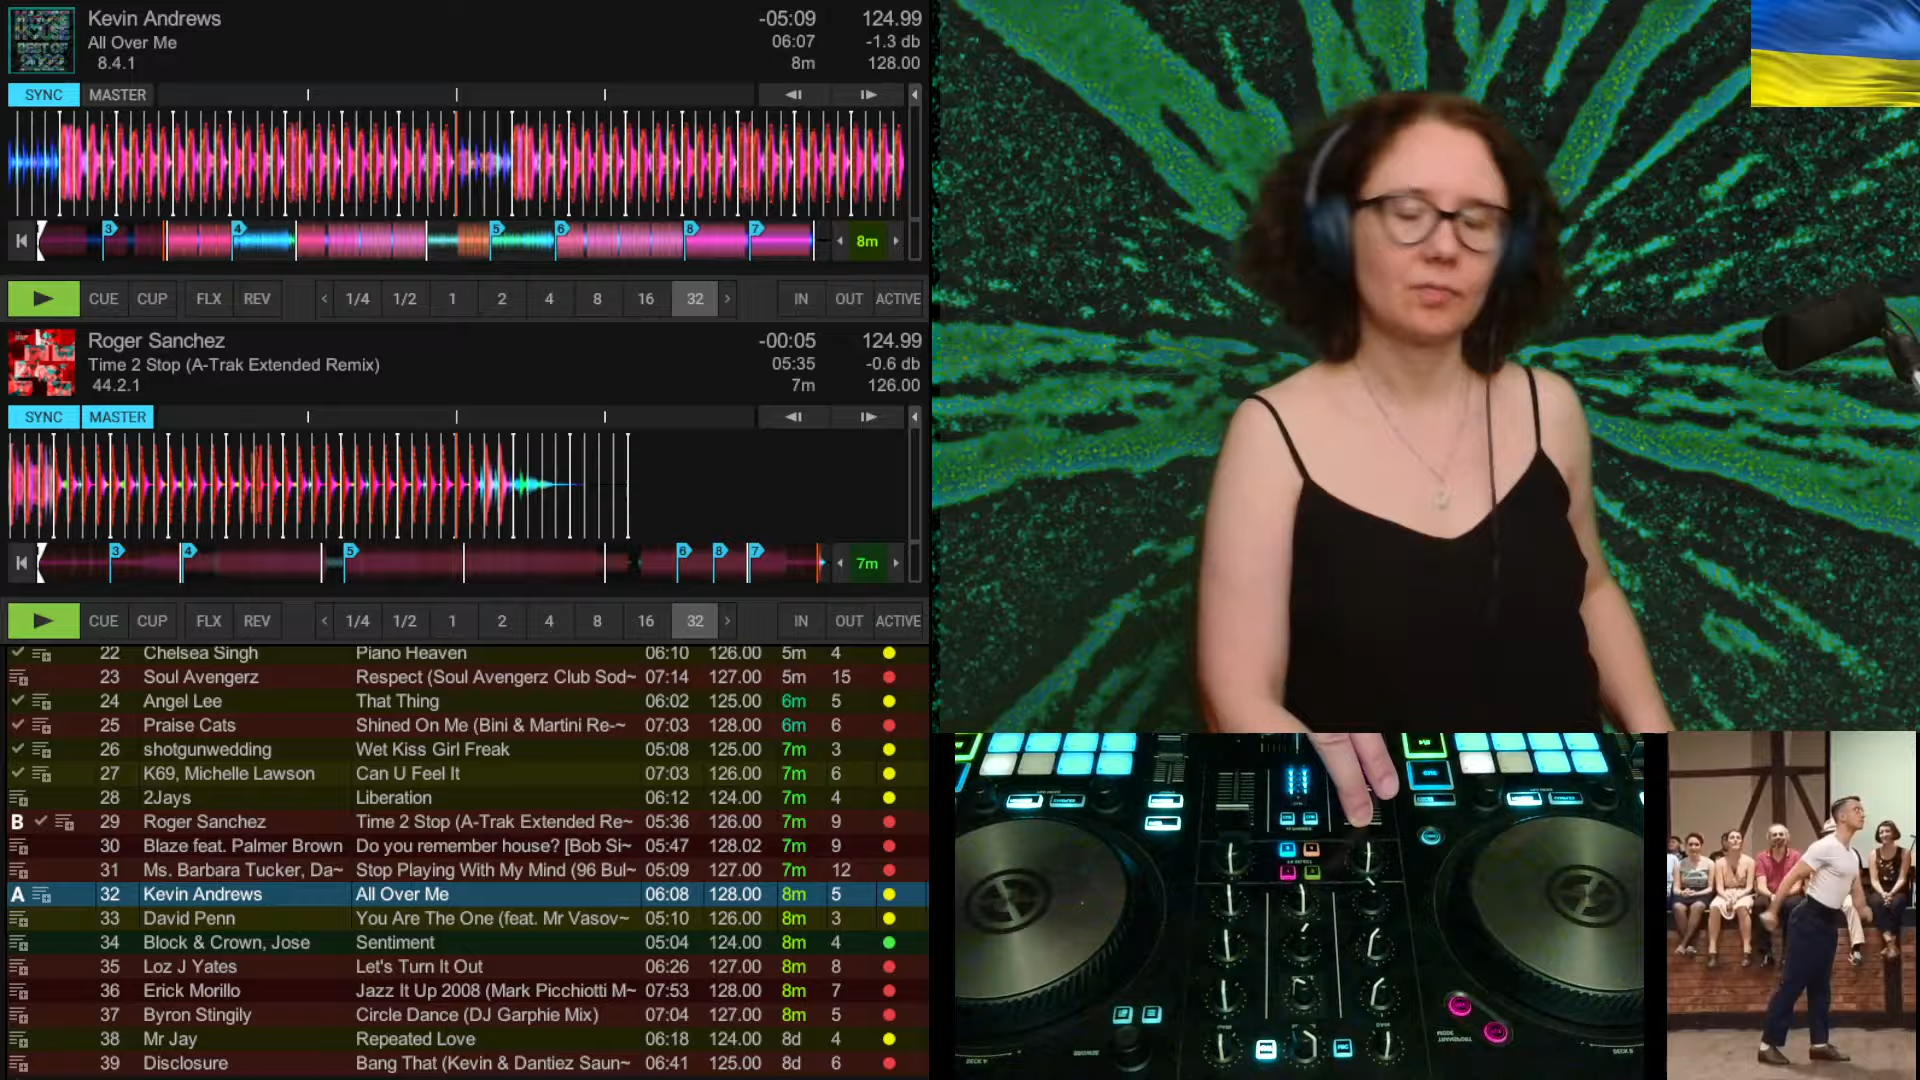 HOUSE
BEST OF
2022
Kevin Andrews
-05:09
124.99
All Over Me
06:07
-1.3 db
8.4.1
8m
128.00
SYNC
MASTER
3
4
5
6
8
7
8m
CUE
CUP
FLX
REV
1/4
1/2
1
2
4
8
16
32
IN
OUT
ACTIVE
Roger Sanchez
-00:05
124.99
Time 2 Stop (A-Trak Extended Remix)
05:35
-0.6 db
44.2.1
7m
126.00
SYNC
MASTER
3
4
5
6
8
7
7m
CUE
CUP
FLX
REV
1/4
1/2
1
2
4
8
16
32
IN
OUT
ACTIVE
22 Chelsea Singh Piano Heaven 06:10 126.00 5m 4
23 Soul Avengerz Respect (Soul Avengerz Club Sod~ 07:14 127.00 5m 15
24 Angel Lee That Thing 06:02 125.00 6m 5
25 Praise Cats Shined On Me (Bini & Martini Re-~ 07:03 128.00 6m 6
26 shotgunwedding Wet Kiss Girl Freak 05:08 125.00 7m 3
27 K69, Michelle Lawson Can U Feel It 07:03 126.00 7m 6
28 2Jays Liberation 06:12 124.00 7m 4
B 29 Roger Sanchez Time 2 Stop (A-Trak Extended Re~ 05:36 126.00 7m 9
30 Blaze feat. Palmer Brown Do you remember house? [Bob Si~ 05:47 128.02 7m 9
31 Ms. Barbara Tucker, Da~ Stop Playing With My Mind (96 Bul~ 05:09 127.00 7m 12
A 32 Kevin Andrews All Over Me 06:08 128.00 8m 5
33 David Penn You Are The One (feat. Mr Vasov~ 05:10 126.00 8m 3
34 Block & Crown, Jose Sentiment 05:04 124.00 8m 4
35 Loz J Yates Let's Turn It Out 06:26 127.00 8m 8
36 Erick Morillo Jazz It Up 2008 (Mark Picchiotti M~ 07:53 128.00 8m 7
37 Byron Stingily Circle Dance (DJ Garphie Mix) 07:04 127.00 8m 5
38 Mr Jay Repeated Love 06:18 124.00 8d 4
39 Disclosure Bang That (Kevin & Dantiez Saun~ 06:41 125.00 8d 6